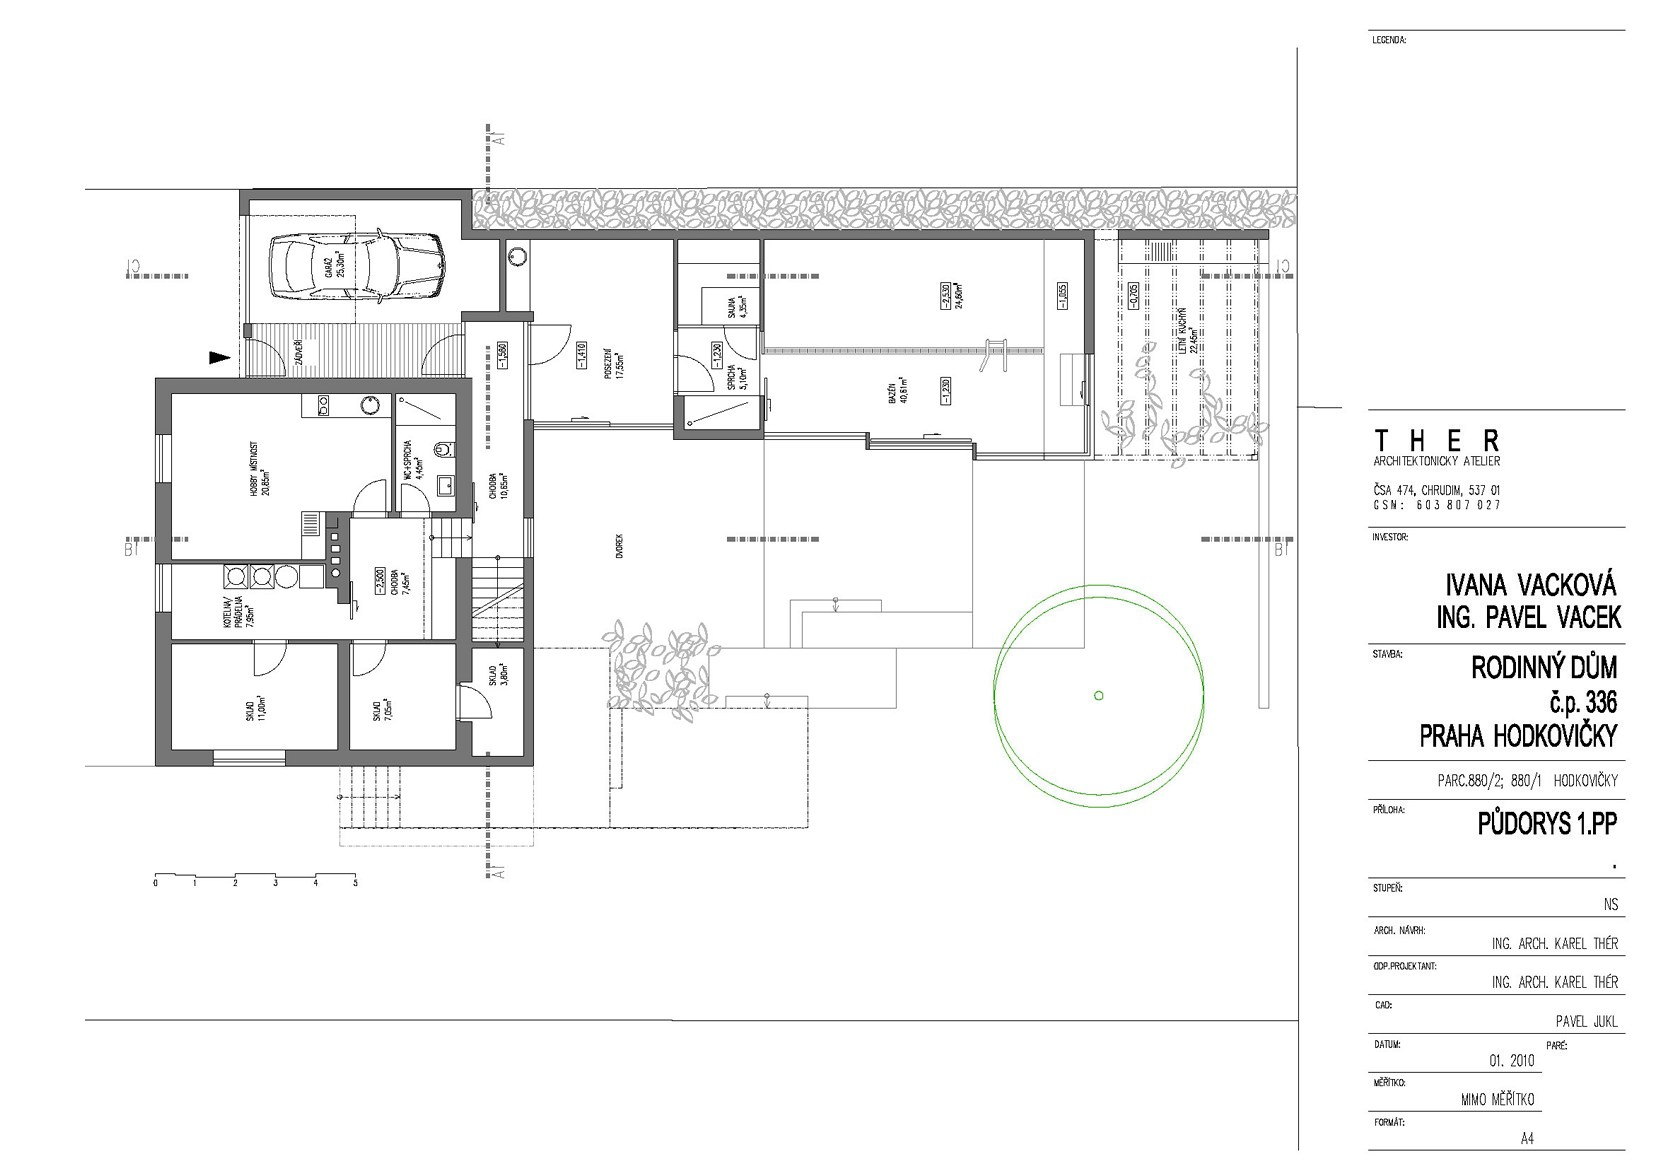 A1
C1
C1
GARÁŽ
25,30m²
ZÁDVEŘÍ
-1,560
-1,410
POSEZENÍ
17,55m²
SAUNA
4,35m²
-1,230
SPRCHA
5,10m²
-2,530
24,60m²
-1,055
-0,705
LETNÍ KUCHYŇ
22,45m²
BAZÉN
40,61m²
-1,230
HOBBY MÍSTNOST
20,85m²
WC+SPRCHA
4,45m²
CHODBA
10,65m²
B1
B1
DVOREK
-2,500
CHODBA
7,45m²
KOTELNA/
PRÁDELNA
7,95m²
SKLAD
11,00m²
SKLAD
7,05m²
SKLAD
3,80m²
A1
0 1 2 3 4 5
LEGENDA:
THER
ARCHITEKTONICKÝ ATELIER
ČSA 474, CHRUDIM, 537 01
GSM: 603 807 027
INVESTOR:
IVANA VACKOVÁ
ING. PAVEL VACEK
STAVBA:
RODINNÝ DŮM
č.p. 336
PRAHA HODKOVIČKY
PARC.880/2; 880/1 HODKOVIČKY
PŘÍLOHA:
PŮDORYS 1.PP
.
STUPEŇ:
NS
ARCH. NÁVRH:
ING. ARCH. KAREL THÉR
ODP.PROJEKTANT:
ING. ARCH. KAREL THÉR
CAD:
PAVEL JUKL
DATUM:
PARÉ:
01. 2010
MĚŘÍTKO:
MIMO MĚŘÍTKO
FORMÁT:
A4